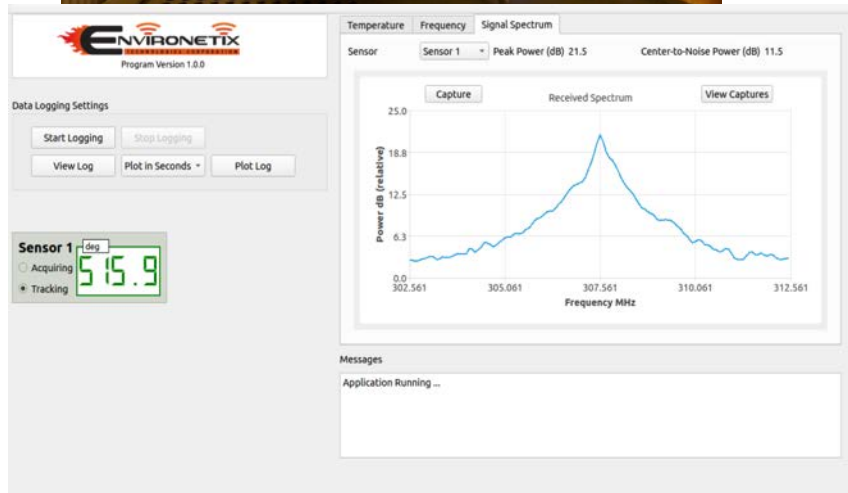 ENVIRONETIX
TECHNOLOGIES CORPORATION
Program Version 1.0.0
Data Logging Settings
Start Logging
Stop Logging
View Log
Plot in Seconds
Plot Log
Sensor 1
deg
Acquiring
Tracking
515.9
Temperature
Frequency
Signal Spectrum
Sensor
Sensor 1
Peak Power (dB) 21.5
Center-to-Noise Power (dB) 11.5
Capture
Received Spectrum
View Captures
Power dB (relative)
25.0
18.8
12.5
6.3
0.0
302.561
305.061
307.561
310.061
312.561
Frequency MHz
Messages
Application Running ...